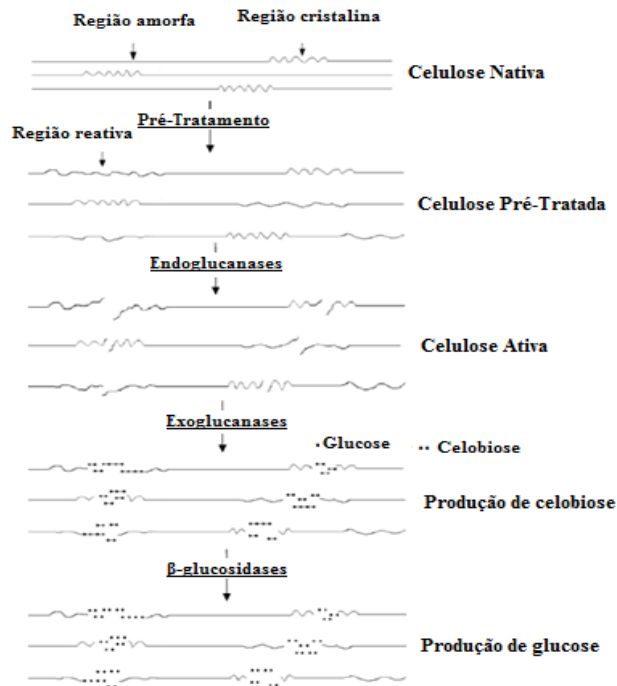 Região amorfa
Região cristalina
Celulose Nativa
Pré-Tratamento
Região reativa
Celulose Pré-Tratada
Endoglucanases
Celulose Ativa
Exoglucanases
. Glucose .. Celobiose
Produção de celobiose
β-glucosidases
Produção de glucose